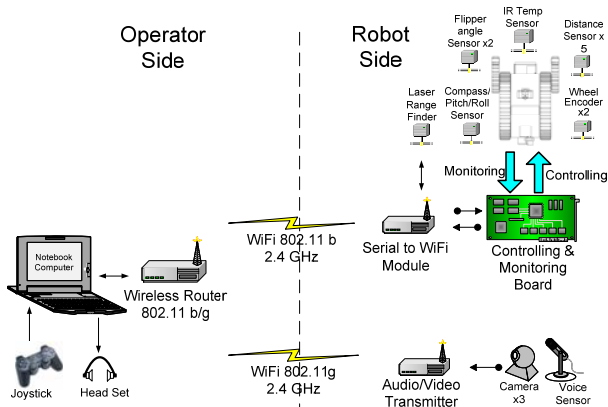 Operator
Side
Robot
Side
Flipper
angle
Sensor x2
IR Temp
Sensor
Distance
Sensor x
5
Laser
Range
Finder
Compass/
Pitch/Roll
Sensor
Wheel
Encoder
x2
Monitoring
Controlling
Notebook
Computer
Wireless Router
802.11 b/g
WiFi 802.11 b
2.4 GHz
Serial to WiFi
Module
Controlling &
Monitoring
Board
Joystick
Head Set
WiFi 802.11g
2.4 GHz
Audio/Video
Transmitter
Camera
x3
Voice
Sensor